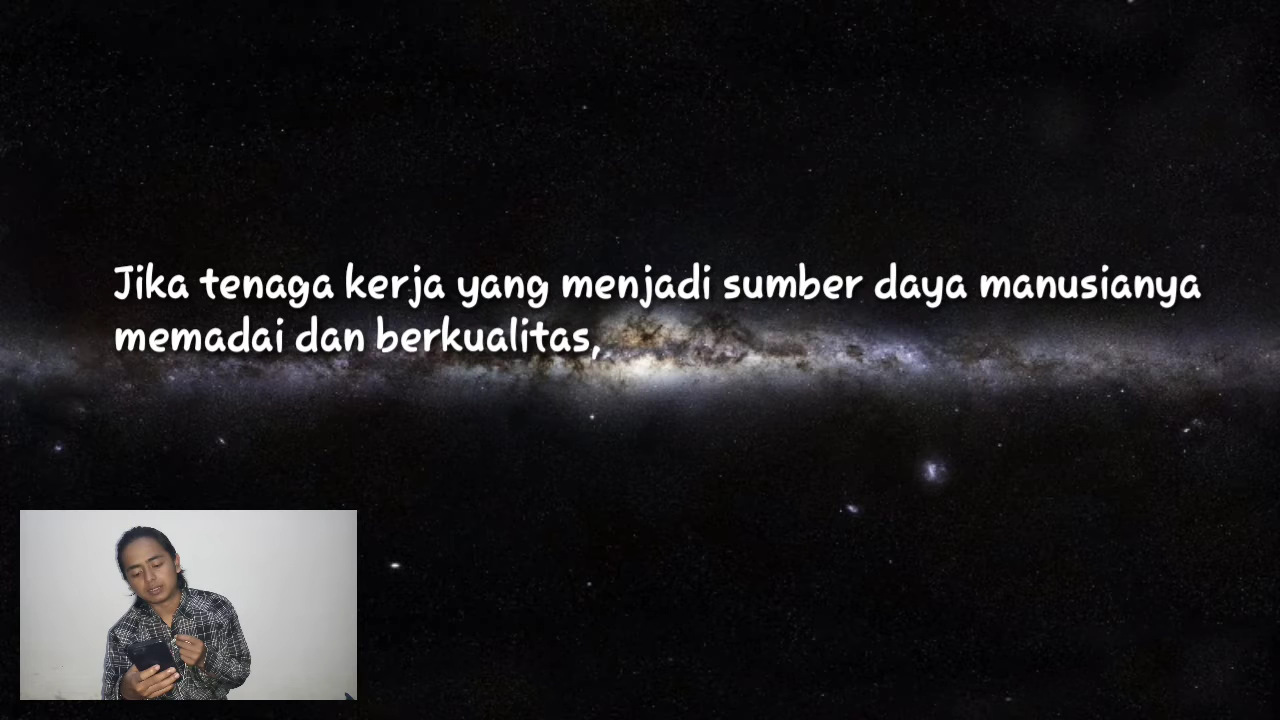 Jika tenaga kerja yang menjadi sumber daya manusianya
memadai dan berkualitas,